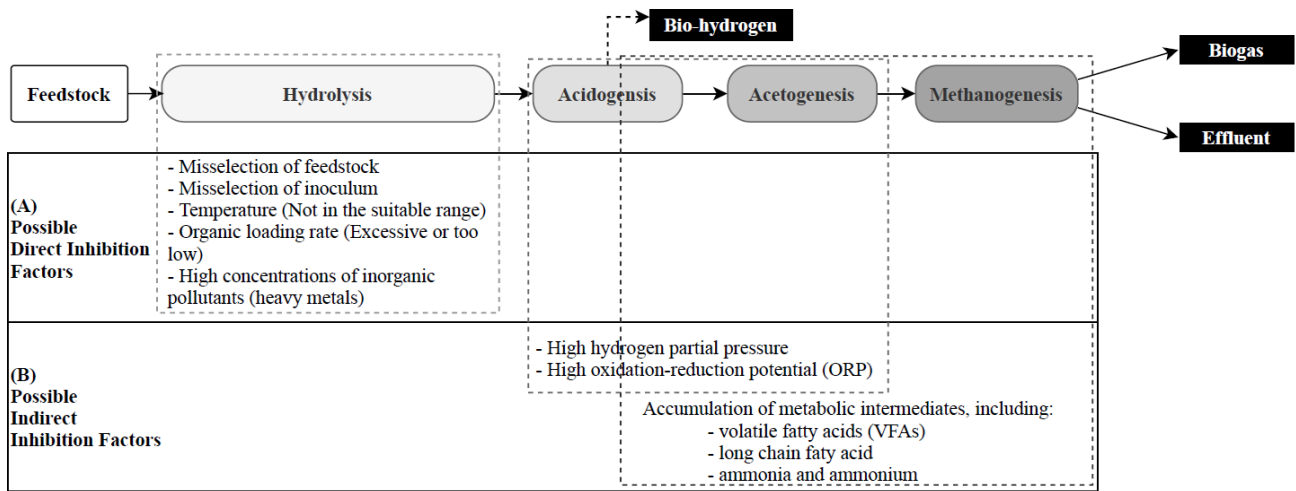 Bio-hydrogen
Biogas
Feedstock
Hydrolysis
Acidogensis
Acetogenesis
Methanogenesis
Effluent
(A)
Possible
Direct Inhibition
Factors
- Misselection of feedstock
- Misselection of inoculum
- Temperature (Not in the suitable range)
- Organic loading rate (Excessive or too
low)
- High concentrations of inorganic
pollutants (heavy metals)
(B)
Possible
Indirect
Inhibition Factors
- High hydrogen partial pressure
- High oxidation-reduction potential (ORP)
Accumulation of metabolic intermediates, including:
- volatile fatty acids (VFAs)
- long chain faty acid
- ammonia and ammonium